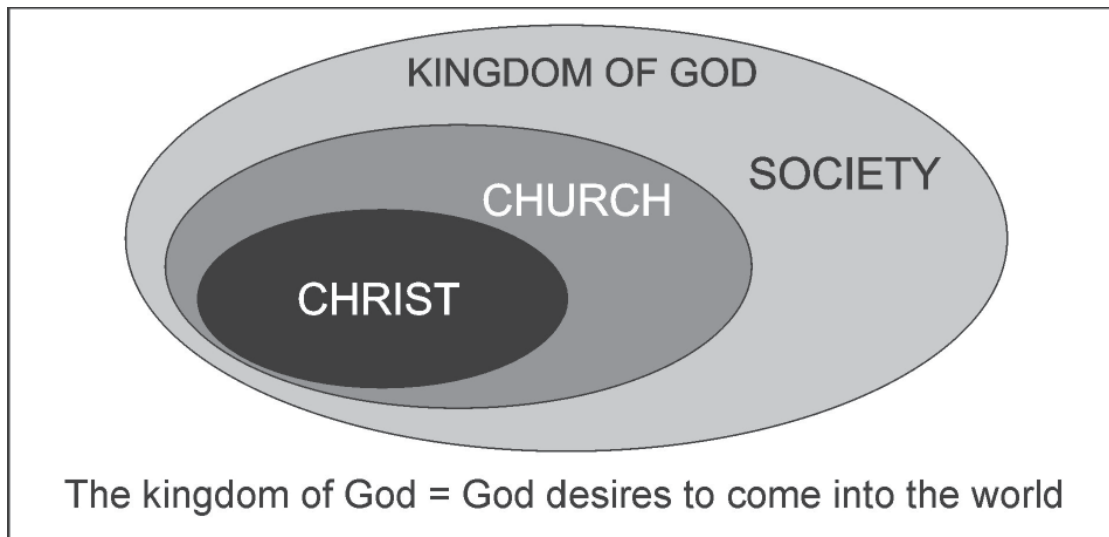 KINGDOM OF GOD
SOCIETY
CHURCH
CHRIST
The kingdom of God = God desires to come into the world